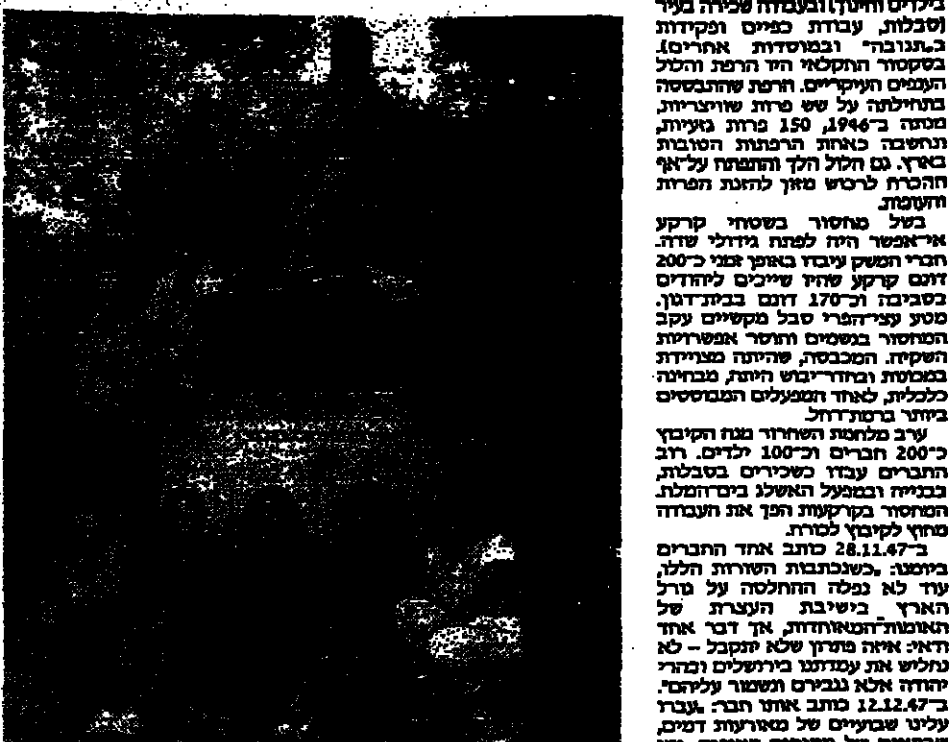 בילדים וחינוך) ובעבודה שכירה בעיר
(סבלות, עבודת כפיים ופקידות
ב„תנובה" ובמוסדות אחרים).
בסקטור החקלאי היו הרפת והלול
הענפים העיקריים. הרפת שהתבססה
בתחילתה על שש פרות שוויצריות,
מנתה ב־1946, 150 פרות גזעיות,
ונחשבה כאחת הרפתות הטובות
בארץ. גם הלול הלך והתפתח על־אף
ההכרח לרכוש מזון להזנת הפרות
והעופות.
בשל מחסור בשטחי קרקע
אי־אפשר היה לפתח גידולי שדה.
חברי המשק עיבדו באופן זמני כ־200
דונם קרקע שהיו שייכים ליהודים
בסביבה וכ־170 דונם בבית־דגון.
מטע עצי־הפרי סבל מקשיים עקב
המחסור בגשמים וחוסר אפשרויות
השקיה. המכבסה, שהיתה מצויידת
במכונות ובחדר־יבוש היתה, מבחינה
כלכלית, לאחד המפעלים המבוססים
ביותר ברמת־רחל.
ערב מלחמת השחרור מנה הקיבוץ
כ־200 חברים וכ־100 ילדים. רוב
החברים עבדו כשכירים בסבלות,
בבנייה ובמפעל האשלג בים־המלח.
המחסור בקרקעות הפך את העבודה
מחוץ לקיבוץ לכורח.
ב־28.11.47 כותב אחד החברים
ביומנו: „כשנכתבות השורות הללו,
עוד לא נפלה ההחלטה על גורל
הארץ בישיבת העצרת של
האומות־המאוחדות, אך דבר אחד
ודאי: איזה פתרון שלא יתקבל – לא
נחליש את עמדתנו בירושלים ובהרי
יהודה אלא נגבירם ונשמור עליהם".
ב־12.12.47 כותב אותו חבר: „עברו
עלינו שבועיים של מאורעות דמים,